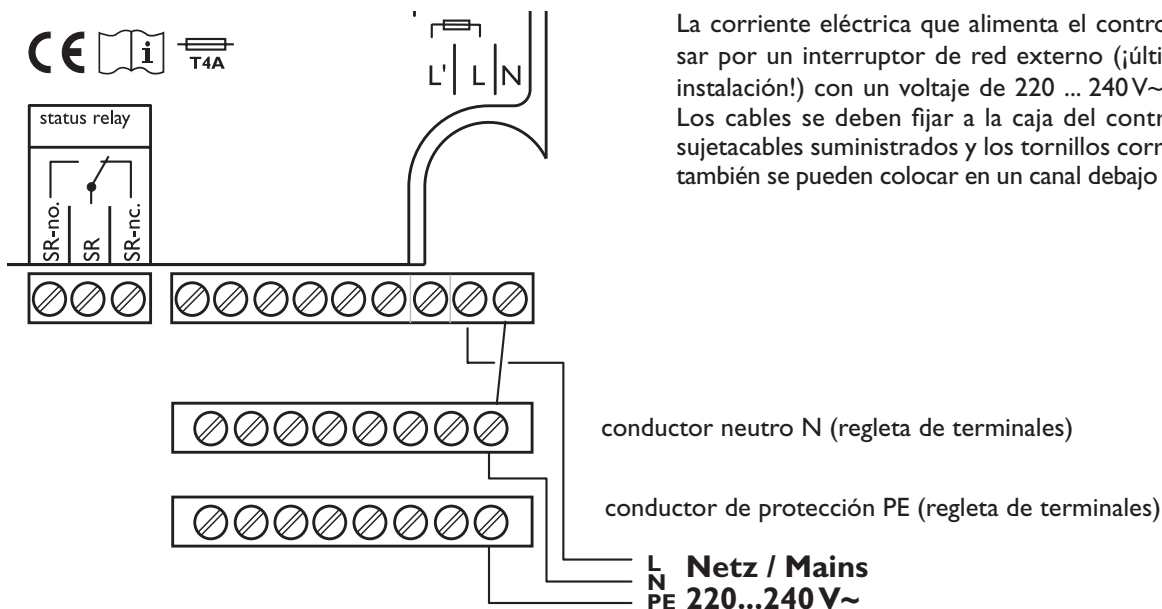 CE i T4A
L' L N
La corriente eléctrica que alimenta el contro
sar por un interruptor de red externo (¡últi
instalación!) con un voltaje de 220 ... 240 V~
Los cables se deben fijar a la caja del contr
sujetacables suministrados y los tornillos corr
también se pueden colocar en un canal debajo
status relay
SR-no.
SR
SR-nc.
conductor neutro N (regleta de terminales)
conductor de protección PE (regleta de terminales)
L Netz / Mains
N
PE 220...240 V~